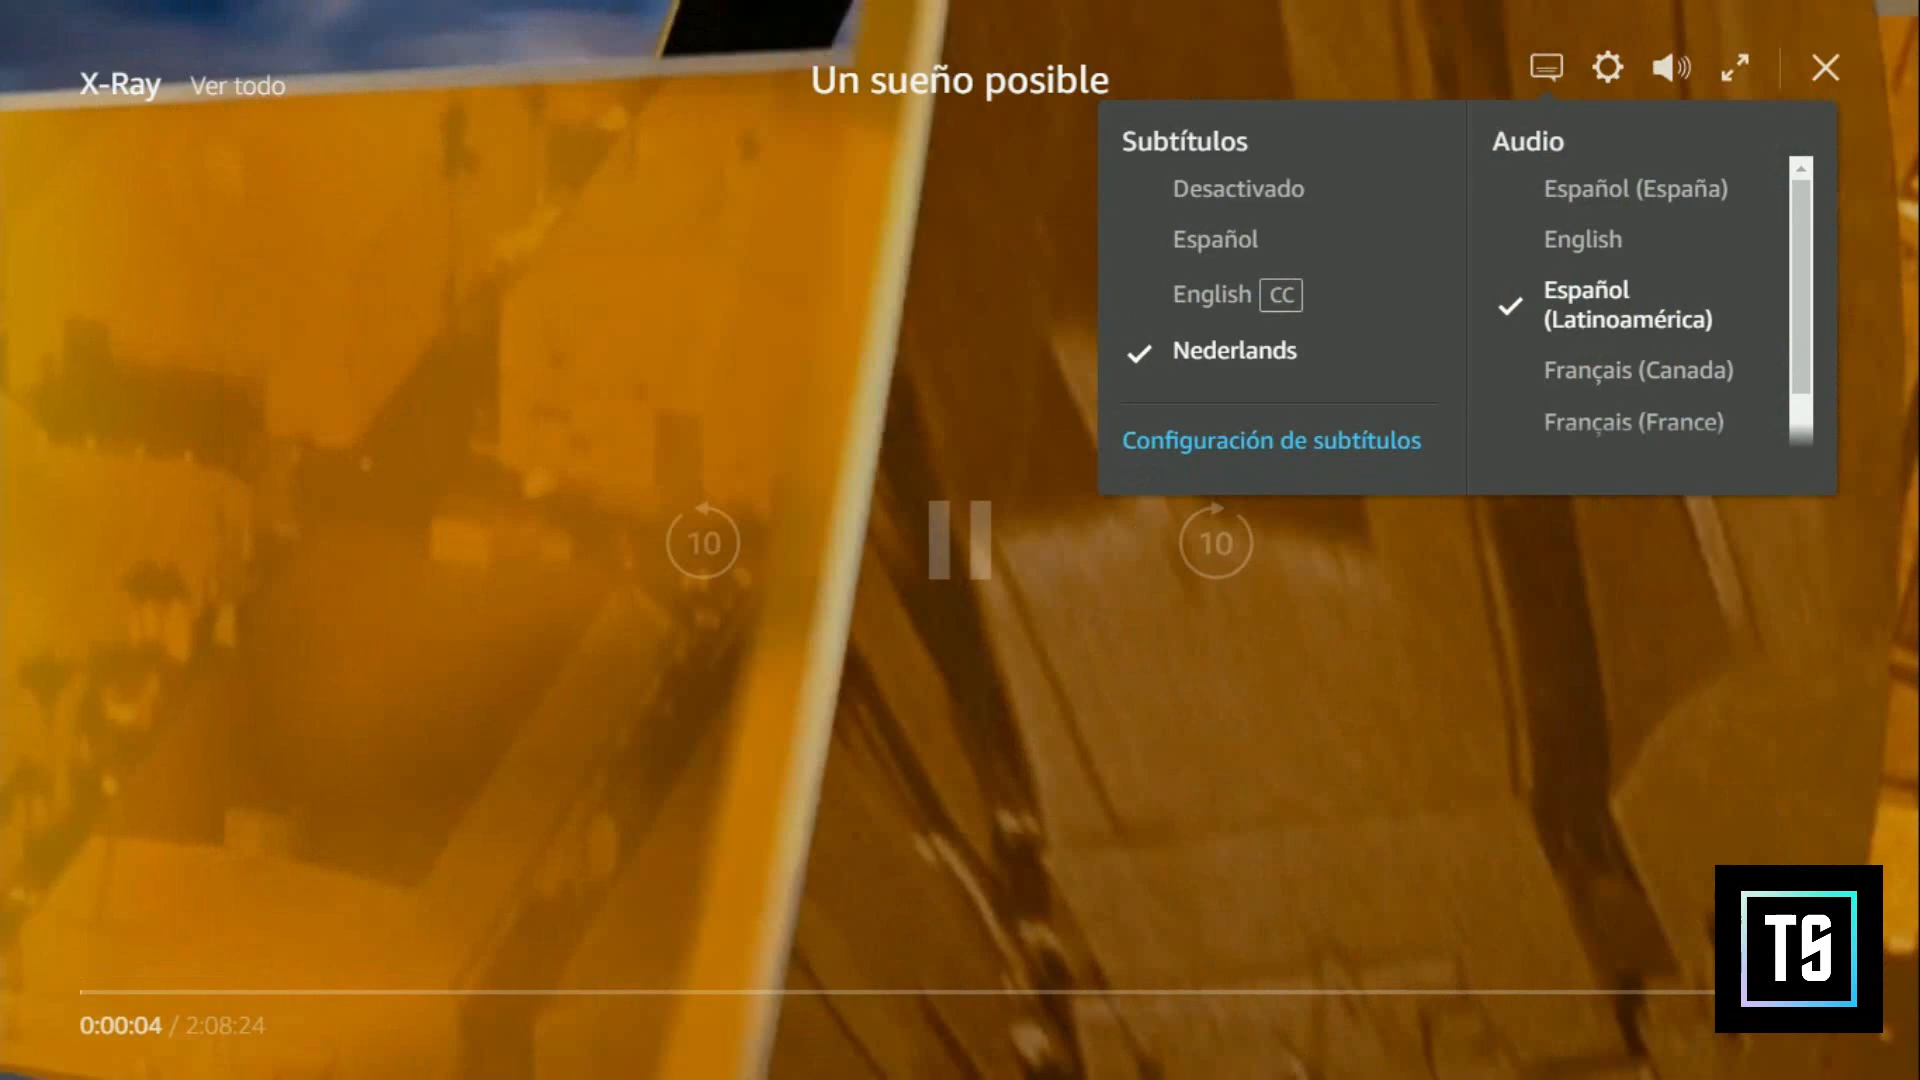 X-Ray Ver todo
Un sueño posible
Subtítulos
Desactivado
Español
English CC
Nederlands
Configuración de subtítulos
Audio
Español (España)
English
Español
(Latinoamérica)
Français (Canada)
Français (France)
10
10
0:00:04 / 2:08:24
TS